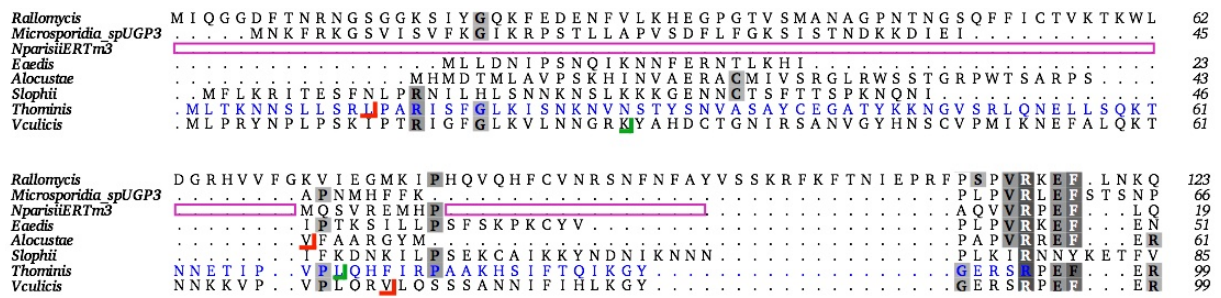 Rallomycis M I Q G G D F T N R N G S G G K S I Y G Q K F E D E N F V L K H E G P G T V S M A N A G P N T N G S Q F F I C T V K T K W L 62
Microsporidia_spUGP3 . . . . . M N K F R K G S V I S V F K G I K R P S T L L A P V S D F L F G K S I S T N D K K D I E I . . . . . . . . . . . . 45
NparisiiERTm3
Eaedis . . . . . . . . . . . . . . . . . M L L D N I P S N Q I K N N F E R N T L K H I . . . . . . . . . . . . . . . . . . . . . . 23
Alocustae . . . . . . . . . . . . . . . M H M D T M L A V P S K H I N V A E R A C M I V S R G L R W S S T G R P W T S A R P S . . . . 43
Slophii . . M F L K R I T E S F N L P R N I L H L S N N K N S L K K K G E N N C T S F T T S P K N Q N I . . . . . . . . . . . . . . 46
Thominis . M L T K N N S L L S R L P A R I S F G L K I S N K N V N S T Y S N V A S A Y C E G A T Y K K N G V S R L Q N E L L S Q K T 61
Vculicis . M L P R Y N P L P S K I P T R I G F G L K V L N N G R K Y A H D C T G N I R S A N V G Y H N S C V P M I K N E F A L Q K T 61
Rallomycis D G R H V V F G K V I E G M K I P H Q V Q H F C V N R S N F N F A Y V S S K R F K F T N I E P R F P S P V R K E F . L N K Q 123
Microsporidia_spUGP3 . . . . . . . . A P N M H F F K . . . . . . . . . . . . . . . . . . . . . . . . . . . . . . . . . P L P V R L E F S T S N P 66
NparisiiERTm3 M Q S V R E M H P . . . . . . . . . . . . . . . . A Q V V R P E F . . . L Q 19
Eaedis . . . . . . . . I P T K S I L L P S F S K P K C Y V . . . . . . . . . . . . . . . . . . . . . . . P L P V R L E F . . . E N 51
Alocustae . . . . . . . . V F A A R G Y M . . . . . . . . . . . . . . . . . . . . . . . . . . . . . . . . . P A P V R R E F . . . E R 61
Slophii . . . . . . . . I F K D N K I L P S E K C A I K K Y N D N I K N N N . . . . . . . . . . . . . . . P L K I R N N Y K E T F V 85
Thominis N N E T I P . . V P L Q H F I R P A A K H S I F T Q I K G Y . . . . . . . . . . . . . . . . . . . G E R S R P E F . . . E R 99
Vculicis N N K K V P . . V P L Q R V L Q S S S A N N I F I H L K G Y . . . . . . . . . . . . . . . . . . . G E R S R P E F . . . E R 99